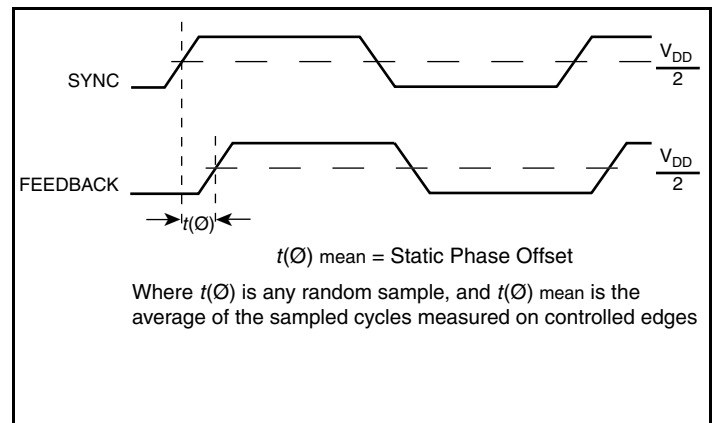 SYNC
V_DD
2
FEEDBACK
V_DD
2
t(Ø)
t(Ø) mean = Static Phase Offset
Where t(Ø) is any random sample, and t(Ø) mean is the
average of the sampled cycles measured on controlled edges